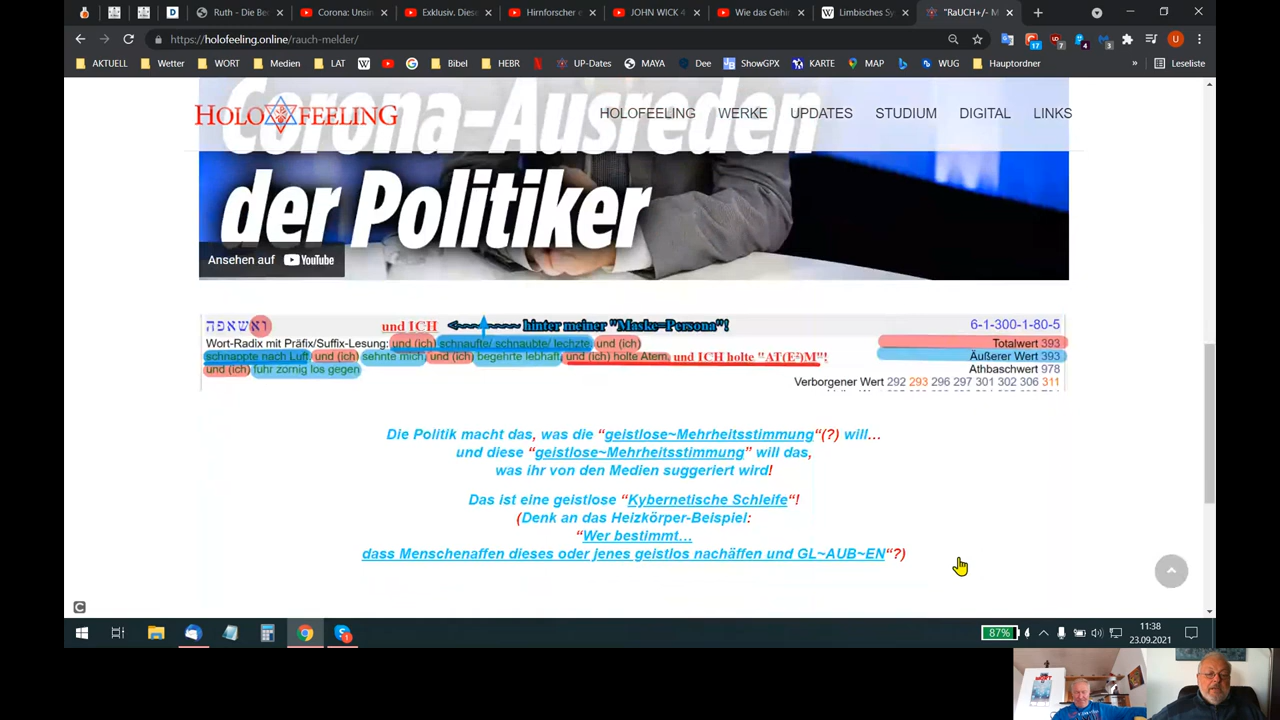 Ruth - Die Be
Corona: Unsin
Exklusiv. Diese
Hirnforscher e
JOHN WICK 4
Wie das Gehir
Limbisches Sy
"RaUCH+/- M
https://holofeeling.online/rauch-melder/
AKTUELL Wetter WORT Medien LAT Bibel HEBR UP-Dates MAYA Dee ShowGPX KARTE MAP WUG Hauptordner » Leseliste
HOLOFEELING
HOLOFEELING WERKE UPDATES STUDIUM DIGITAL LINKS
Corona-Ausreden
der Politiker
Ansehen auf YouTube
ואשאפה und ICH <~~~~~~~ hinter meiner "Maske=Persona"! 6-1-300-1-80-5
Wort-Radix mit Präfix/Suffix-Lesung: und (ich) schnaufte/ schnaubte/ lechzte, und (ich) Totalwert 393
schnappte nach Luft, und (ich) sehnte mich, und (ich) begehrte lebhaft, und (ich) holte Atem, und ICH holte "AT(E²)M"! Äußerer Wert 393
und (ich) fuhr zornig los gegen Athbaschwert 978
Verborgener Wert 292 293 296 297 301 302 306 311
Die Politik macht das, was die “geistlose~Mehrheitsstimmung“(?) will…
und diese “geistlose~Mehrheitsstimmung” will das,
was ihr von den Medien suggeriert wird!
Das ist eine geistlose “Kybernetische Schleife“!
(Denk an das Heizkörper-Beispiel:
“Wer bestimmt…
dass Menschenaffen dieses oder jenes geistlos nachäffen und GL~AUB~EN“?)
87%
11:38
23.09.2021